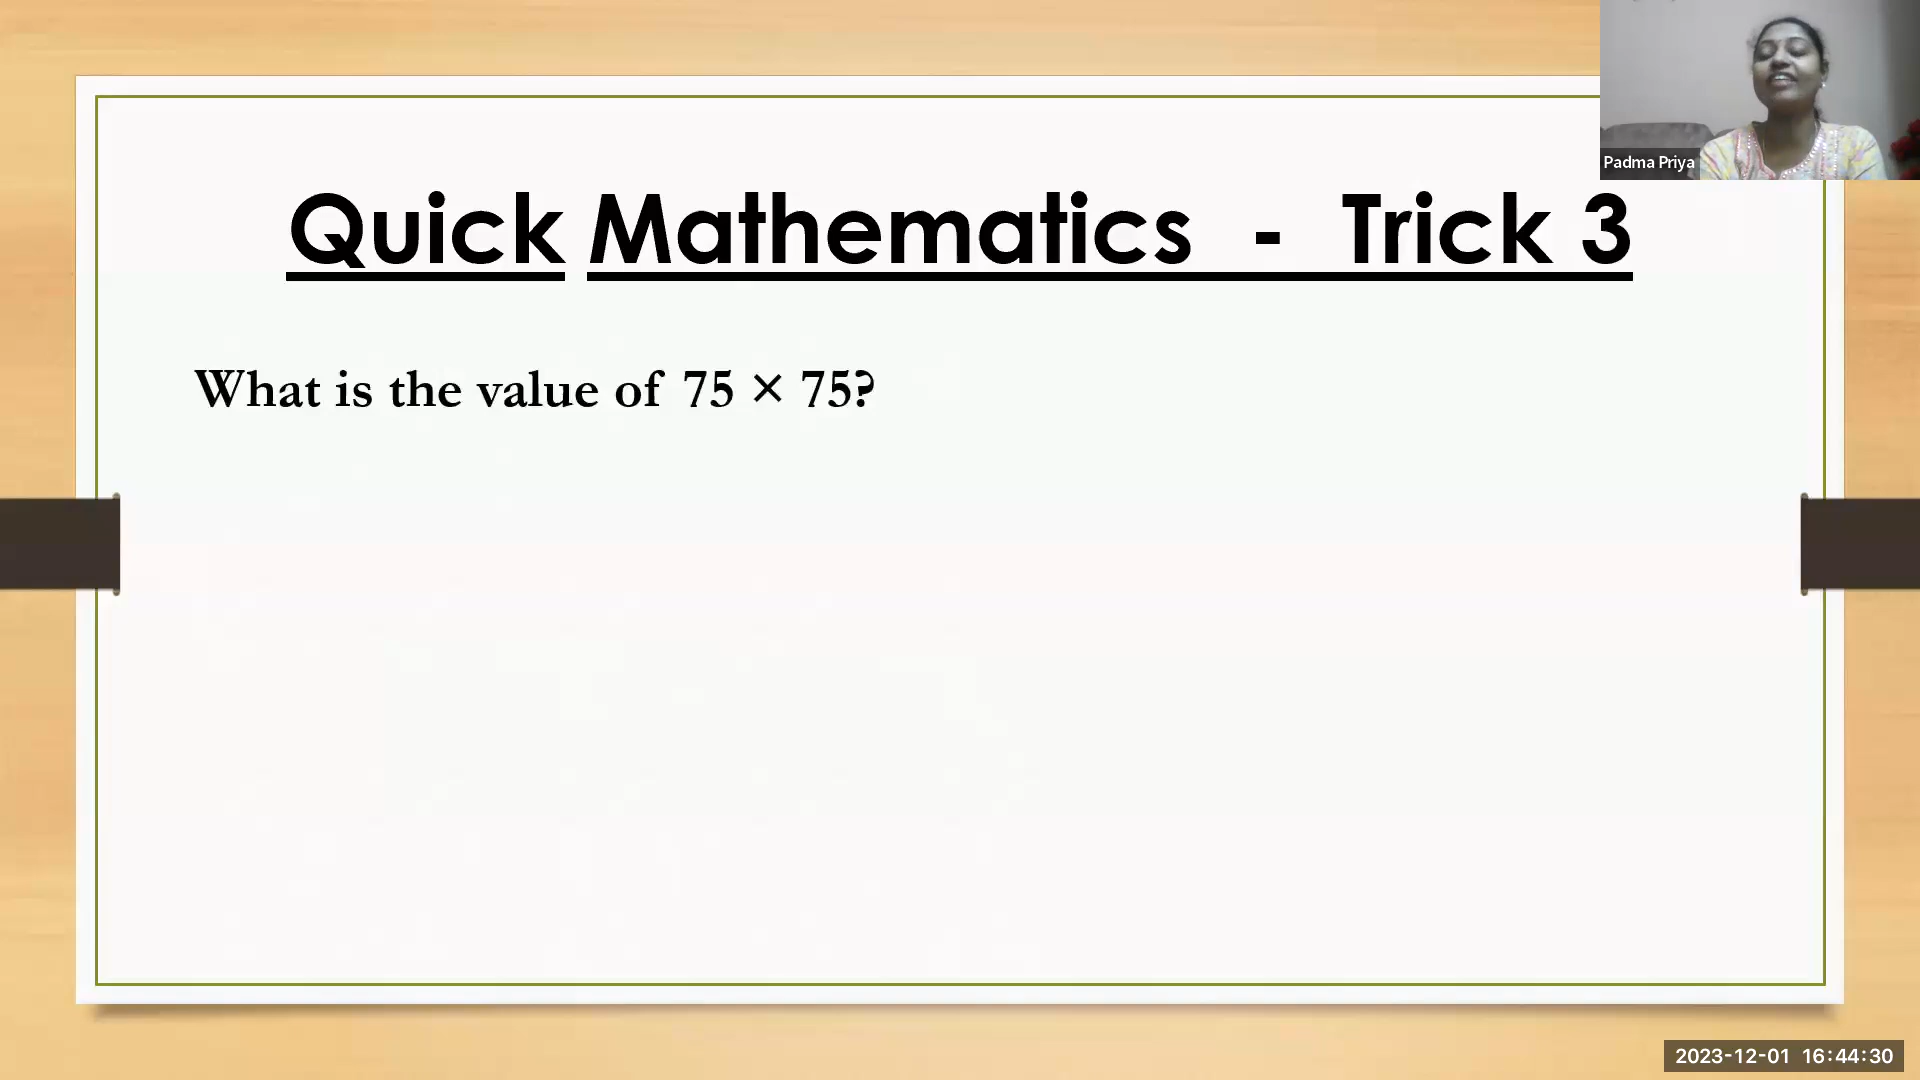 Padma Priya
Quick Mathematics - Trick 3
What is the value of 75 × 75?
2023-12-01 16:44:30